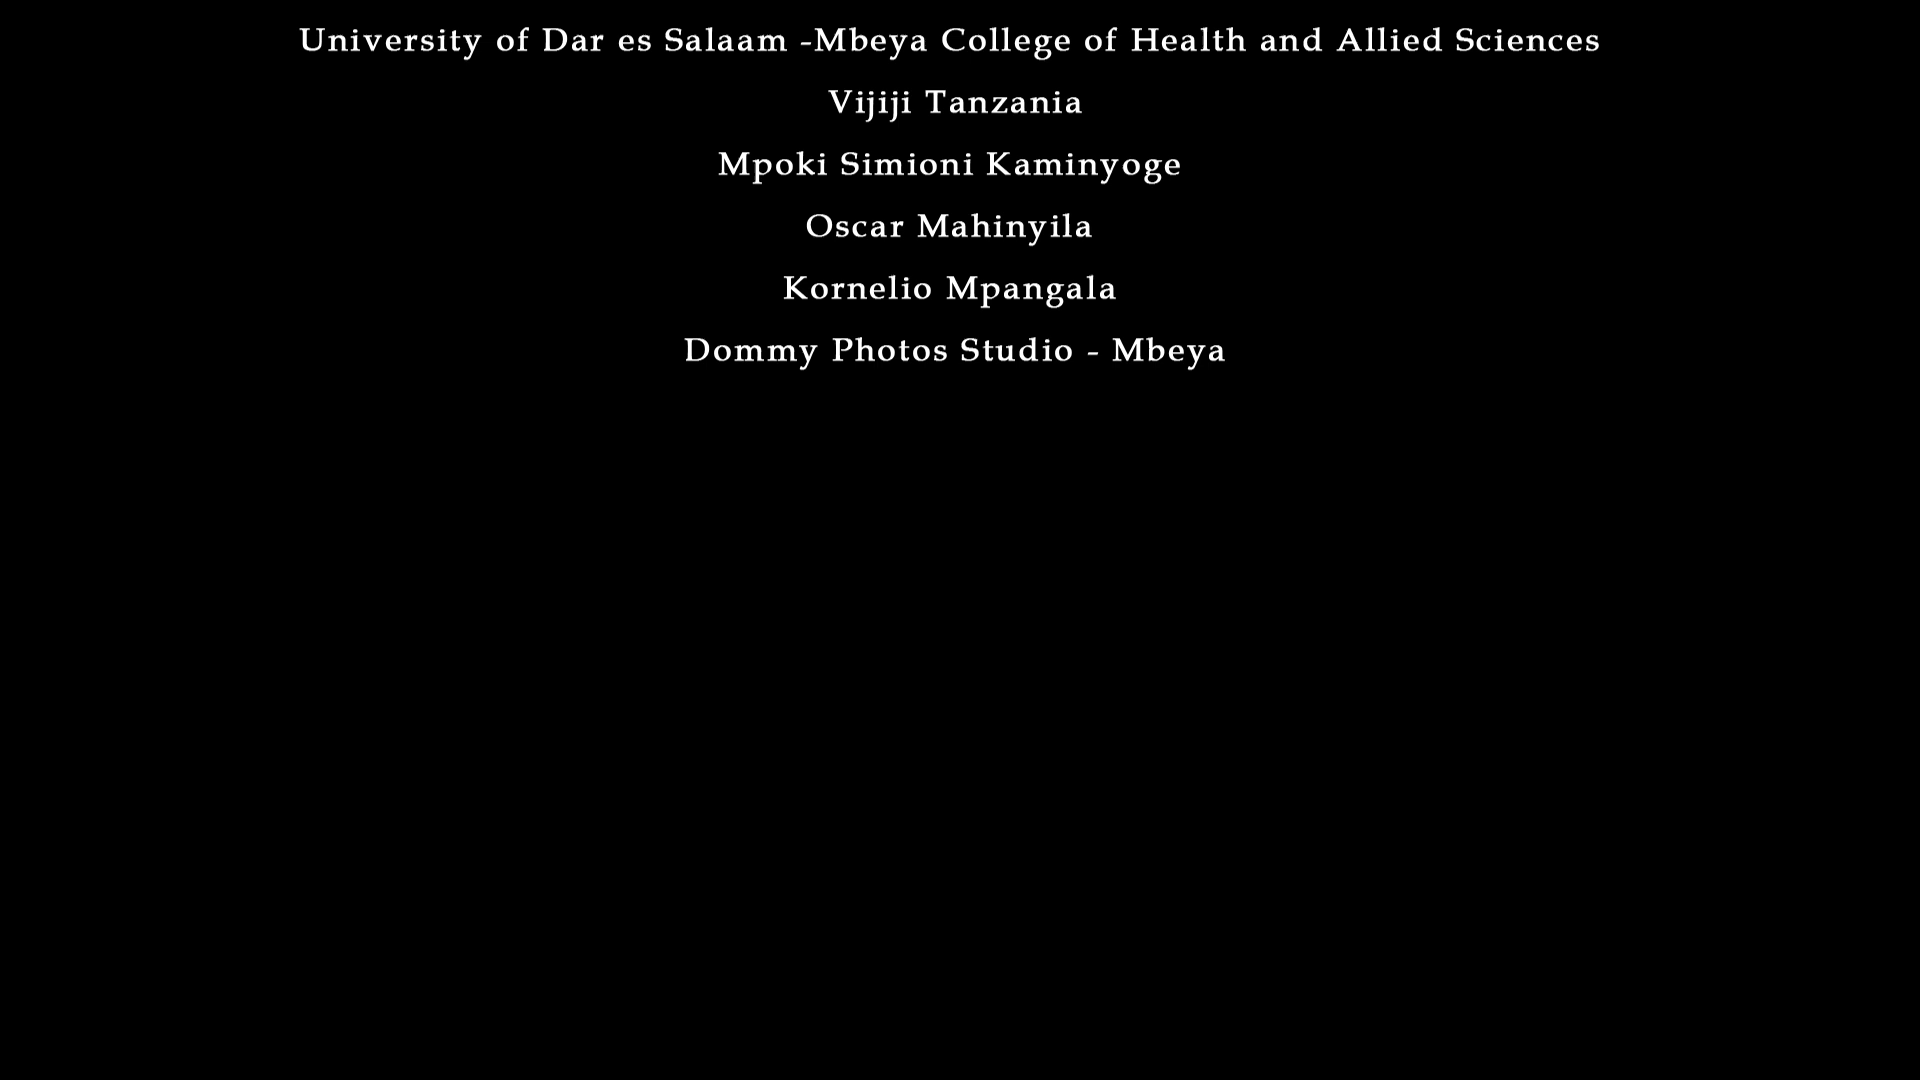 University of Dar es Salaam -Mbeya College of Health and Allied Sciences
Vijiji Tanzania
Mpoki Simioni Kaminyoge
Oscar Mahinyila
Kornelio Mpangala
Dommy Photos Studio - Mbeya